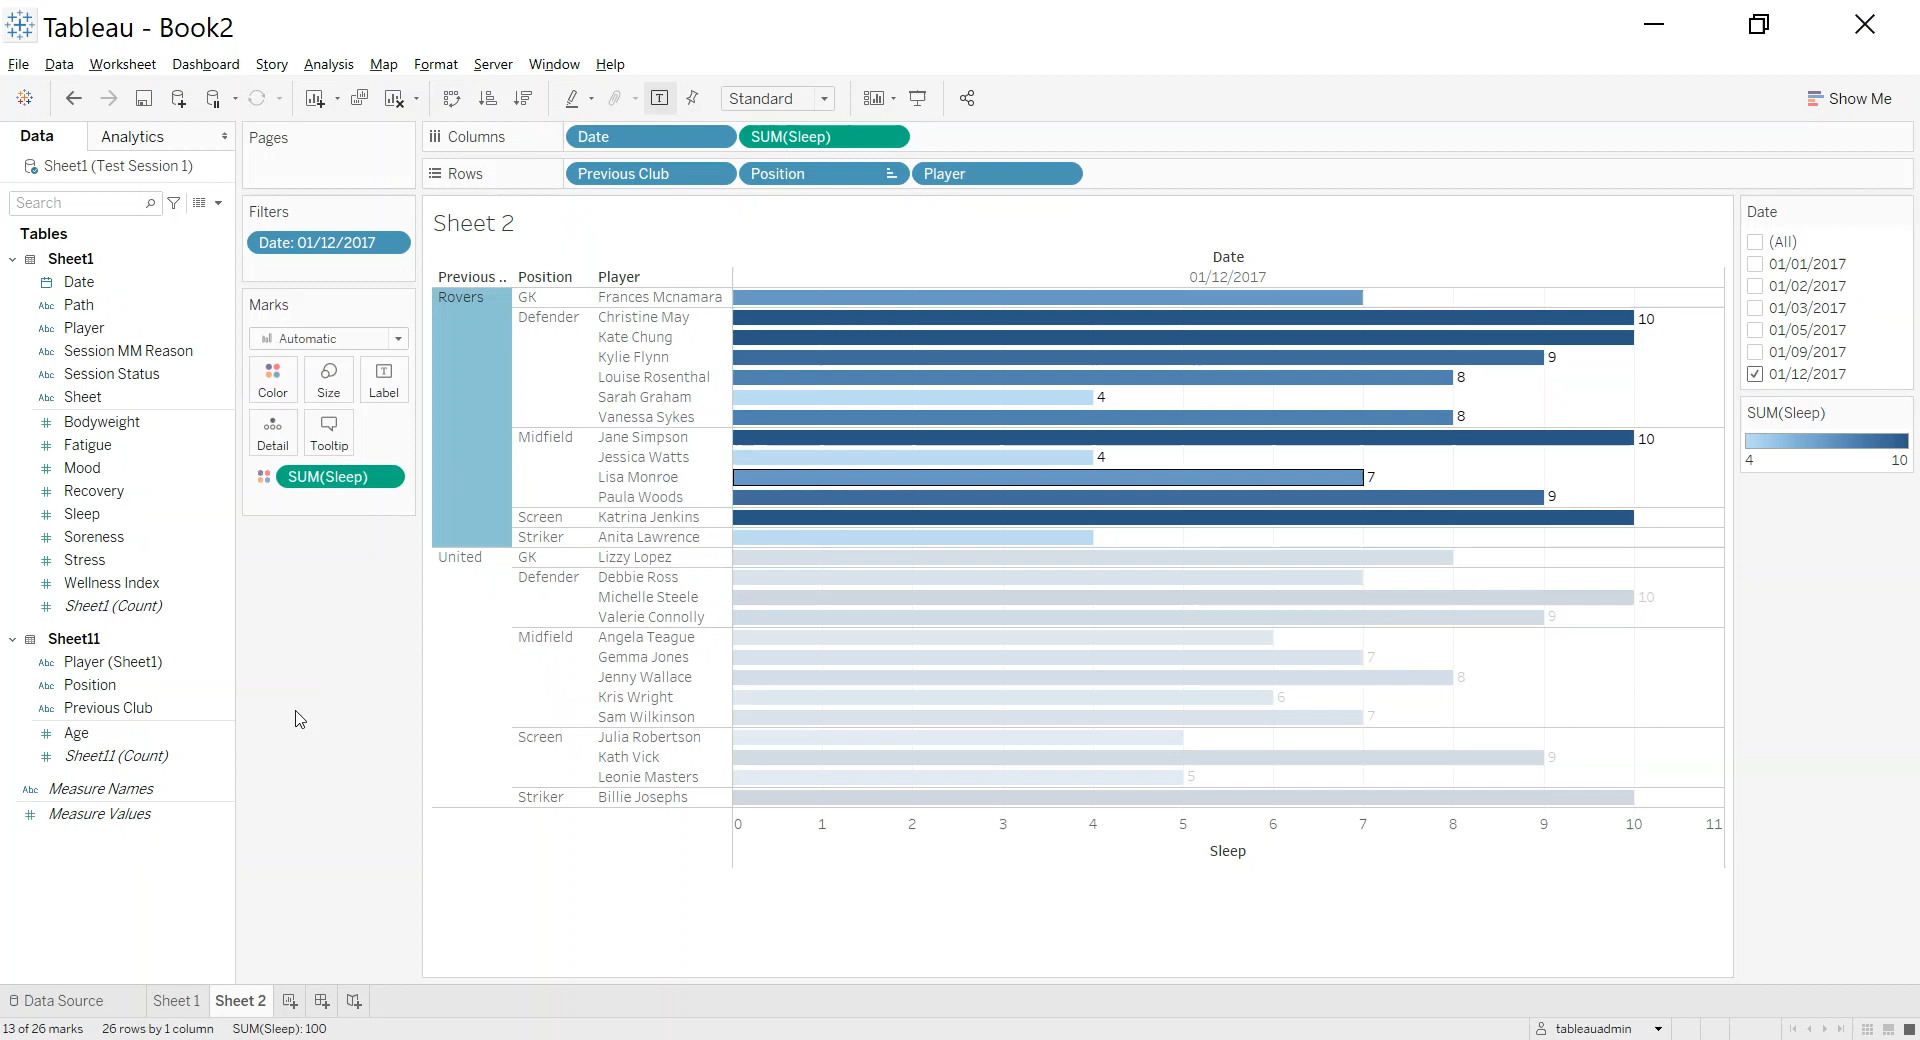 Tableau - Book2
File Data Worksheet Dashboard Story Analysis Map Format Server Window Help
Standard
Show Me
Data
Analytics
Sheet1 (Test Session 1)
Search
Tables
Sheet1
Date
Abc Path
Abc Player
Abc Session MM Reason
Abc Session Status
Abc Sheet
# Bodyweight
# Fatigue
# Mood
# Recovery
# Sleep
# Soreness
# Stress
# Wellness Index
# Sheet1 (Count)
Sheet11
Abc Player (Sheet1)
Abc Position
Abc Previous Club
# Age
# Sheet11 (Count)
Abc Measure Names
# Measure Values
Pages
Filters
Date: 01/12/2017
Marks
Automatic
Color Size Label
Detail Tooltip
SUM(Sleep)
Columns Date SUM(Sleep)
Rows Previous Club Position Player
Sheet 2
Date
Previous .. Position Player 01/12/2017
Rovers GK Frances Mcnamara
Defender Christine May 10
Kate Chung
Kylie Flynn 9
Louise Rosenthal 8
Sarah Graham 4
Vanessa Sykes 8
Midfield Jane Simpson 10
Jessica Watts 4
Lisa Monroe 7
Paula Woods 9
Screen Katrina Jenkins
Striker Anita Lawrence
United GK Lizzy Lopez
Defender Debbie Ross
Michelle Steele 10
Valerie Connolly 9
Midfield Angela Teague
Gemma Jones 7
Jenny Wallace 8
Kris Wright 6
Sam Wilkinson 7
Screen Julia Robertson
Kath Vick 9
Leonie Masters 5
Striker Billie Josephs
0 1 2 3 4 5 6 7 8 9 10 11
Sleep
Date
(All)
01/01/2017
01/02/2017
01/03/2017
01/05/2017
01/09/2017
01/12/2017
SUM(Sleep)
4 10
Data Source Sheet 1 Sheet 2
13 of 26 marks 26 rows by 1 column SUM(Sleep): 100
tableauadmin